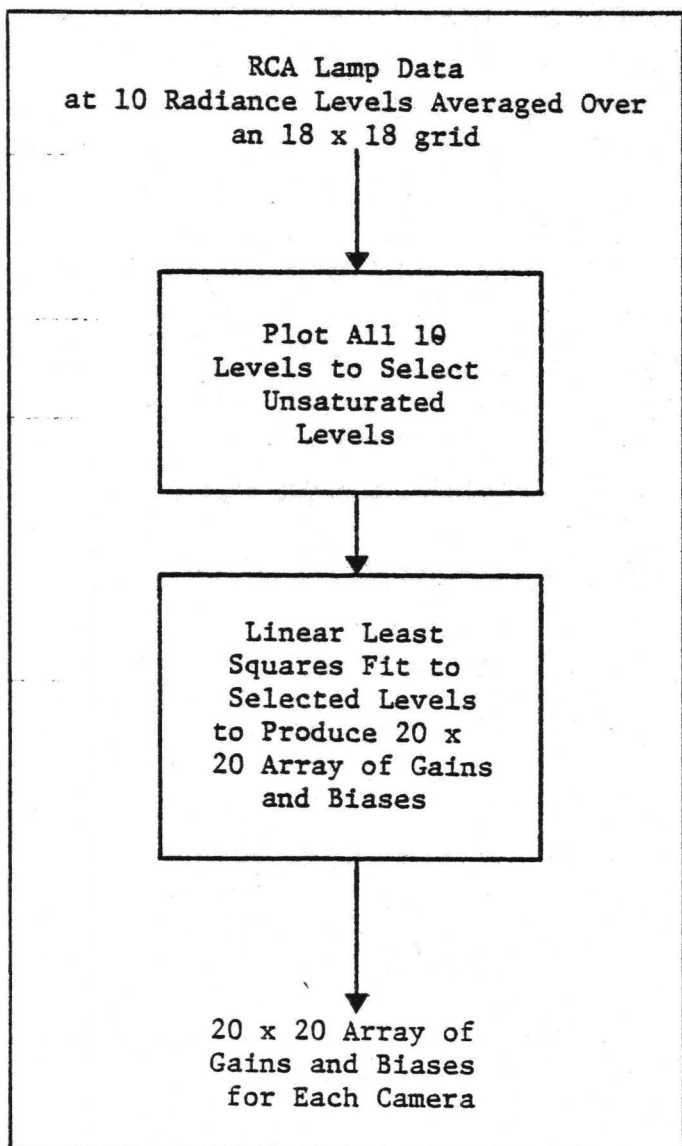 RCA Lamp Data
at 10 Radiance Levels Averaged Over
an 18 x 18 grid
Plot All 10
Levels to Select
Unsaturated
Levels
Linear Least
Squares Fit to
Selected Levels
to Produce 20 x
20 Array of Gains
and Biases
20 x 20 Array of
Gains and Biases
for Each Camera